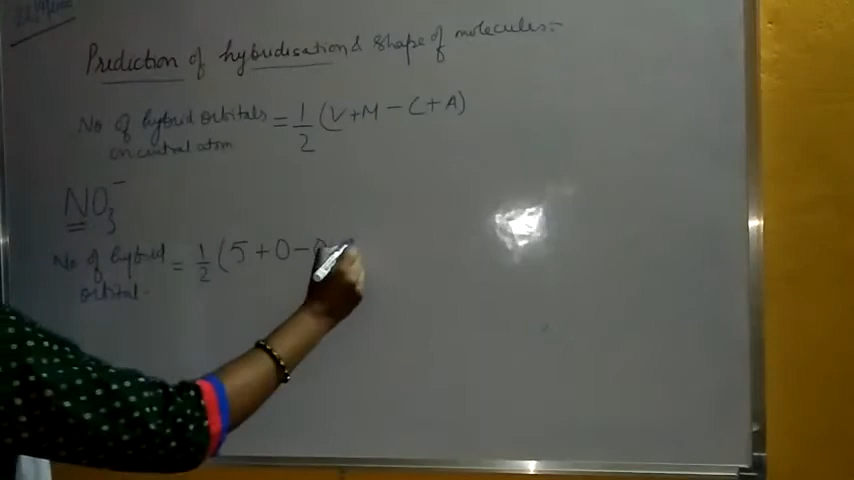 Prediction of hybridisation & shape of molecules:-
No of hybrid orbitals = 1/2 (V+M-C+A)
on central atom
NO3-
No of hybrid = 1/2 (5+0-0
orbital.